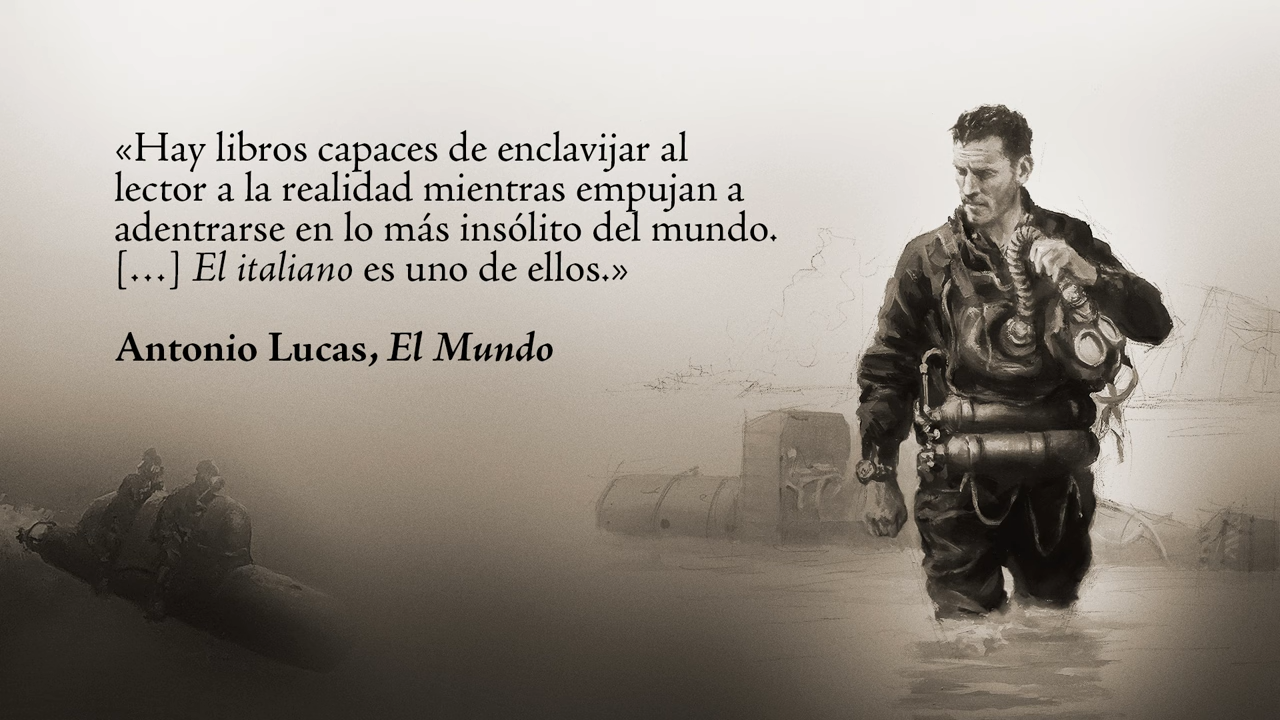 «Hay libros capaces de enclavijar al
lector a la realidad mientras empujan a
adentrarse en lo más insólito del mundo.
[...] El italiano es uno de ellos.»
Antonio Lucas, El Mundo